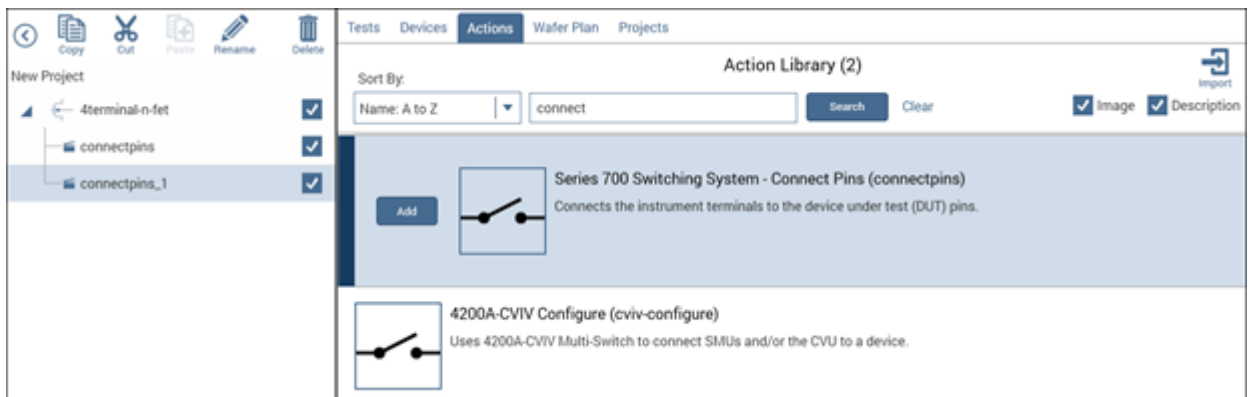 Copy Cut Paste Rename Delete
New Project
4terminal-n-fet
connectpins
connectpins_1
Tests Devices Actions Wafer Plan Projects
Action Library (2)
Import
Sort By:
Name: A to Z connect Search Clear Image Description
Add
Series 700 Switching System - Connect Pins (connectpins)
Connects the instrument terminals to the device under test (DUT) pins.
4200A-CVIV Configure (cviv-configure)
Uses 4200A-CVIV Multi-Switch to connect SMUs and/or the CVU to a device.